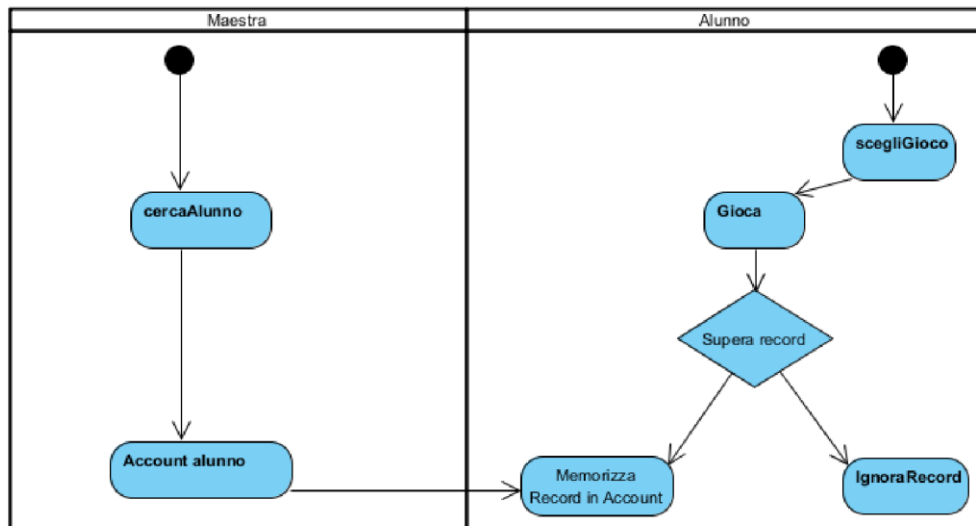 Maestra
Alunno
scegliGioco
cercaAlunno
Gioca
Supera record
Account alunno
Memorizza
Record in Account
IgnoraRecord